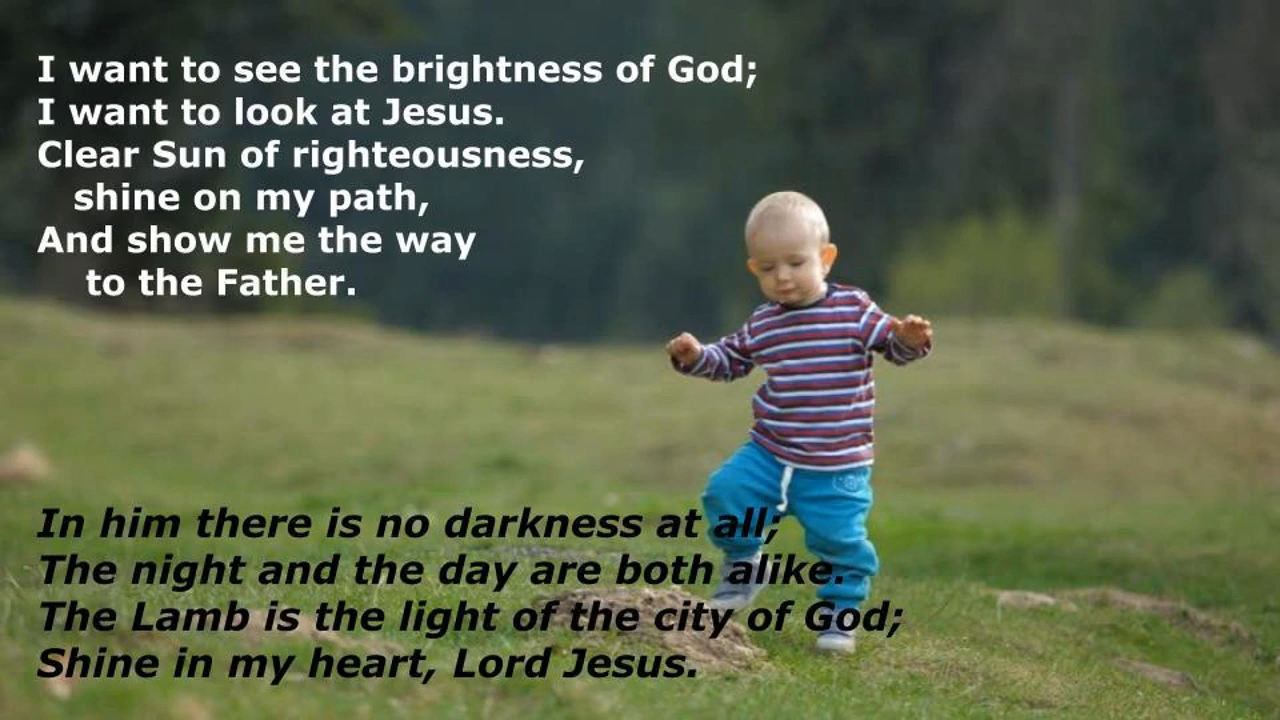 I want to see the brightness of God;
I want to look at Jesus.
Clear Sun of righteousness,
shine on my path,
And show me the way
to the Father.
In him there is no darkness at all;
The night and the day are both alike.
The Lamb is the light of the city of God;
Shine in my heart, Lord Jesus.